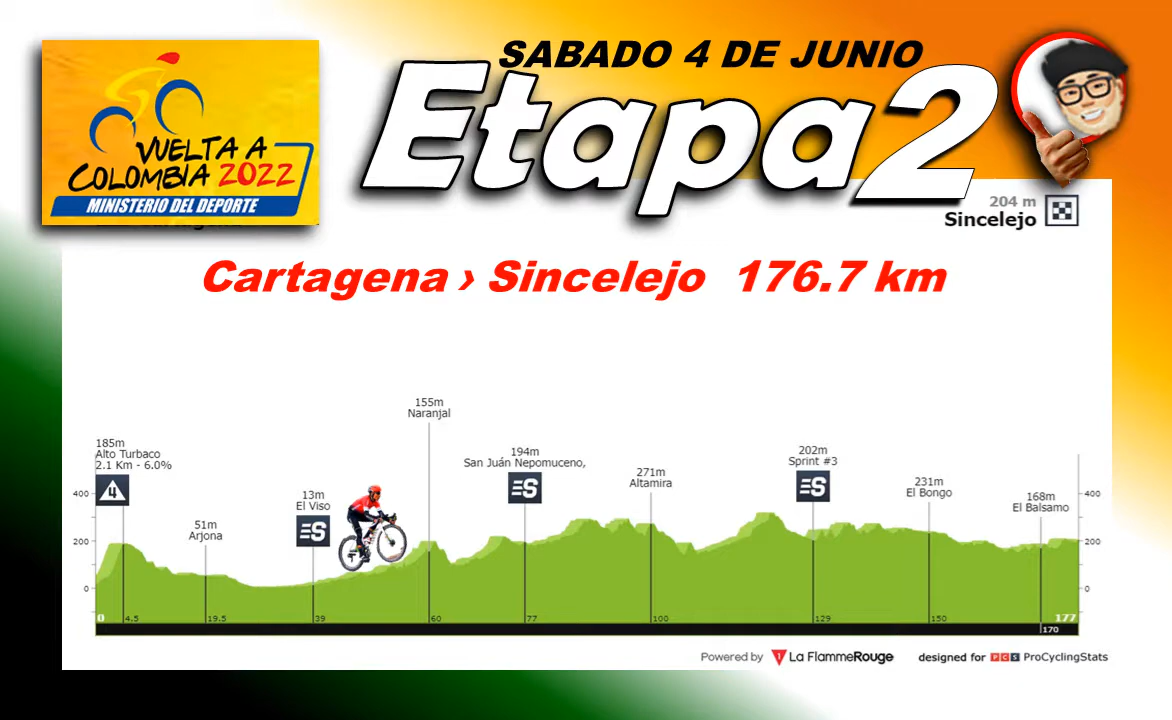 SABADO 4 DE JUNIO
Etapa2
VUELTA A
COLOMBIA 2022
MINISTERIO DEL DEPORTE
204 m
Sincelejo
Cartagena › Sincelejo 176.7 km
155m
Naranjal
185m
Alto Turbaco
2.1 Km - 6.0%
4
51m
Arjona
13m
El Viso
S
194m
San Juán Nepomuceno,
S
271m
Altamira
202m
Sprint #3
S
231m
El Bongo
168m
El Balsamo
400
200
0
400
200
0
0
4.5
19.5
39
60
77
100
129
150
177
170
Powered by La FlammeRouge
designed for PCS ProCyclingStats